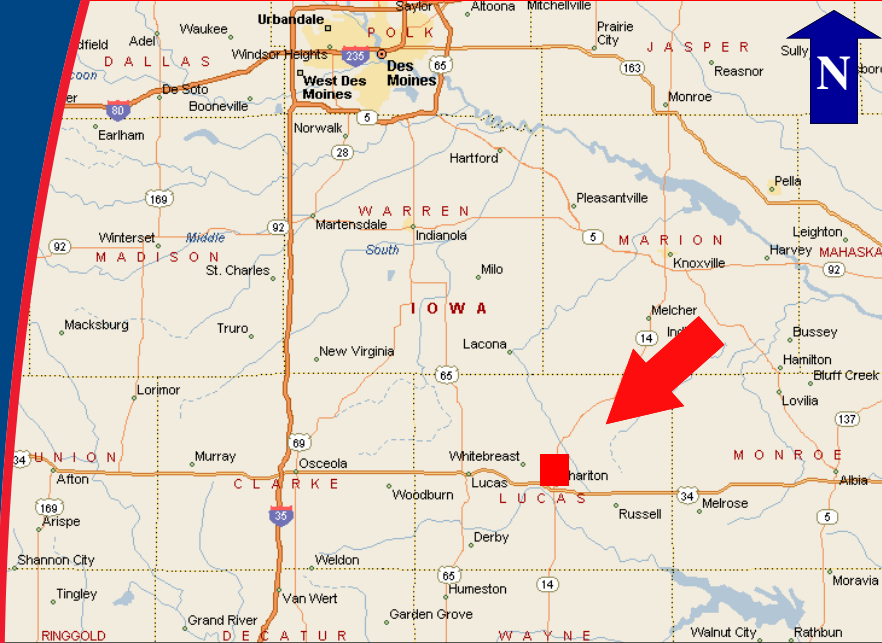 Saylor
Altoona
Mitchellville
Urbandale
Waukee
POLK
Prairie
City
Adel
Windsor Heights
235
JASPER
Sully
N
DALLAS
65
Des
Moines
163
Reasnor
West Des
Moines
De Soto
Booneville
Monroe
80
5
Earlham
Norwalk
28
Hartford
Pella
169
Pleasantville
WARREN
92
Martensdale
Indianola
5
MARION
Leighton
Winterset
Middle
92
South
Harvey
MAHASKA
MADISON
St. Charles
Milo
Knoxville
92
IOWA
Melcher
Macksburg
Truro
14
Bussey
New Virginia
Lacona
Hamilton
65
Bluff Creek
Lorimor
Lovilia
137
69
34
UNION
Murray
Osceola
Whitebreast
MONROE
Afton
CLARKE
Lucas
hariton
Albia
Woodburn
LUCAS
34
Melrose
169
35
Russell
5
Arispe
Derby
Shannon City
Weldon
65
14
Moravia
Tingley
Van Wert
Humeston
Grand River
Garden Grove
RINGGOLD
DECATUR
WAYNE
Walnut City
Rathbun